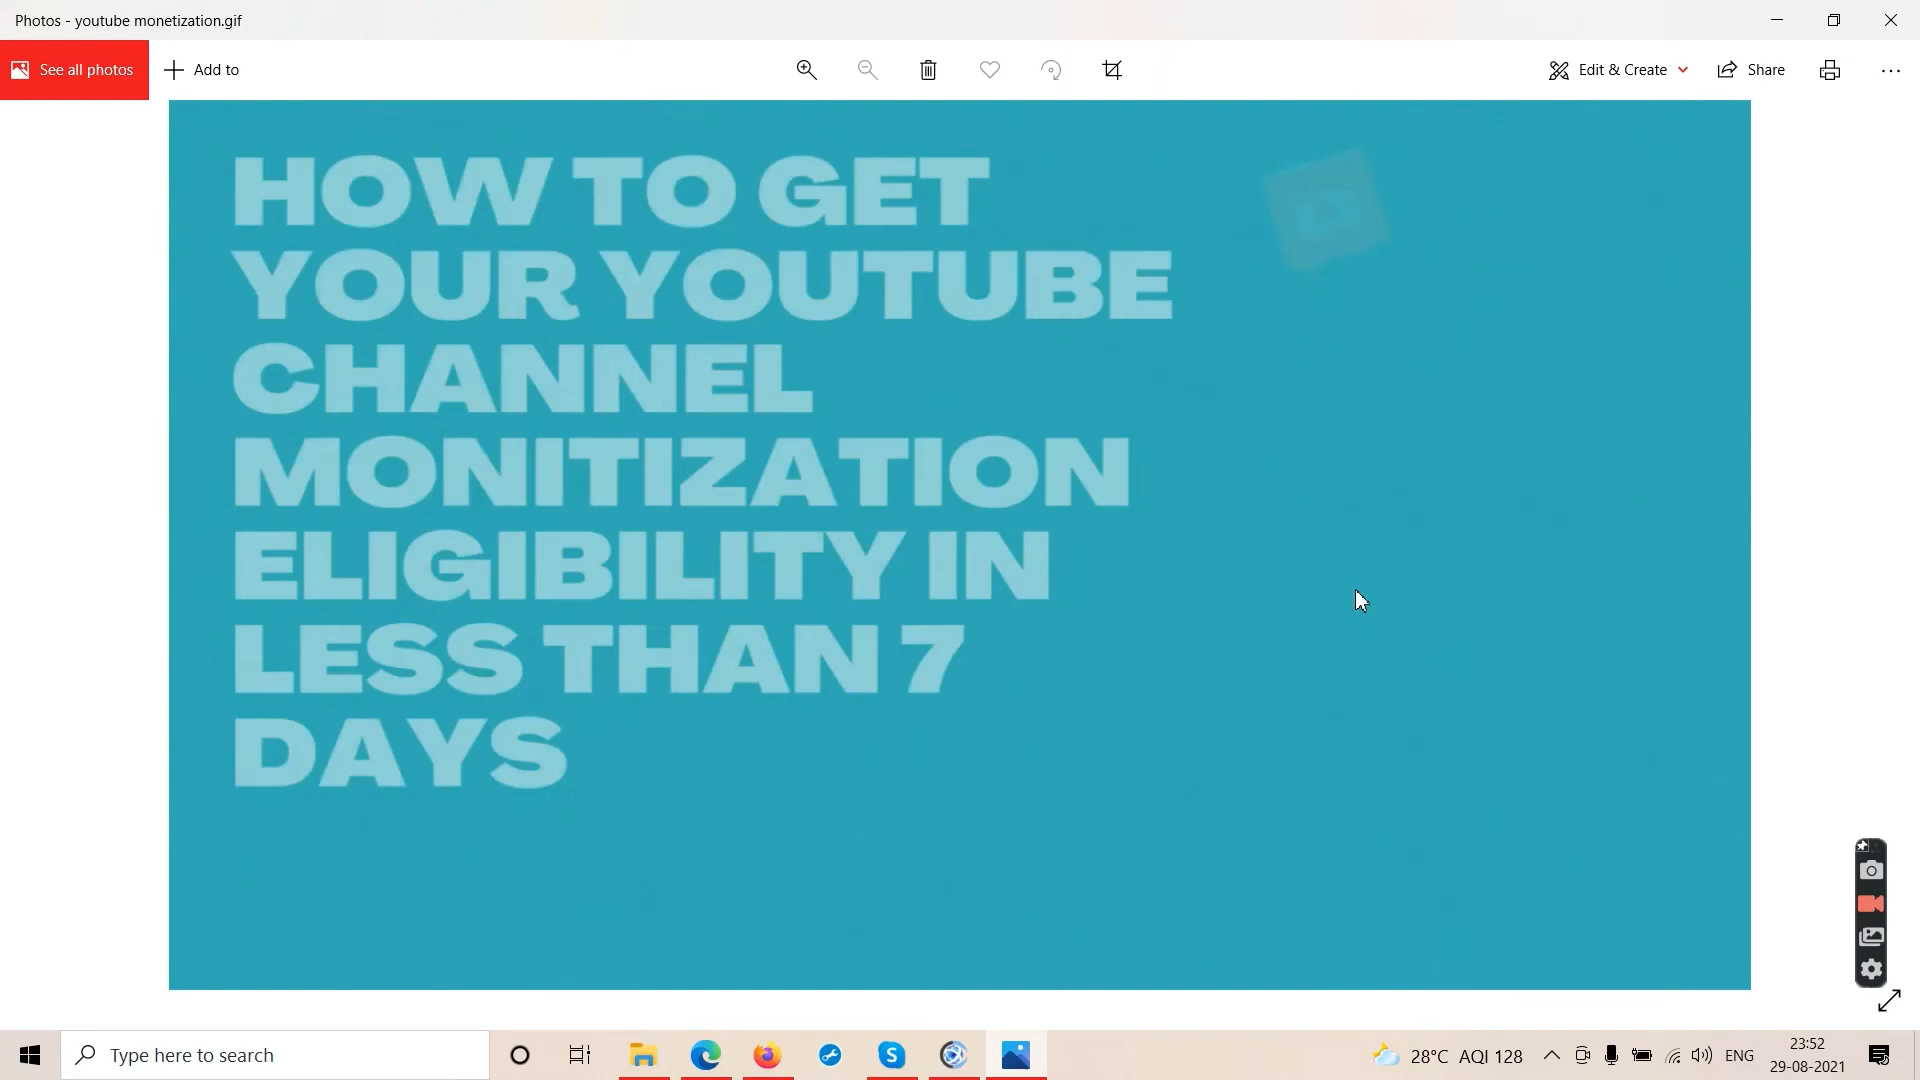 Photos - youtube monetization.gif
See all photos
Add to
Edit & Create
Share
HOW TO GET
YOUR YOUTUBE
CHANNEL
MONITIZATION
ELIGIBILITY IN
LESS THAN 7
DAYS
Type here to search
28°C AQI 128
ENG
23:52
29-08-2021